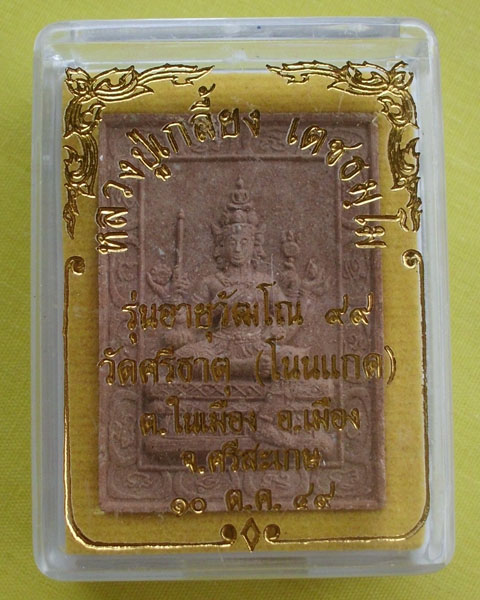 หลวงปู่เกลี้ยง เตชธมฺโม
รุ่นอายุวัฒโณ ๔๙
วัดศรีธาตุ (โนนแกด)
ต.ในเมือง อ.เมือง
จ.ศรีสะเกษ
๑๐ ต.ค. ๔๙